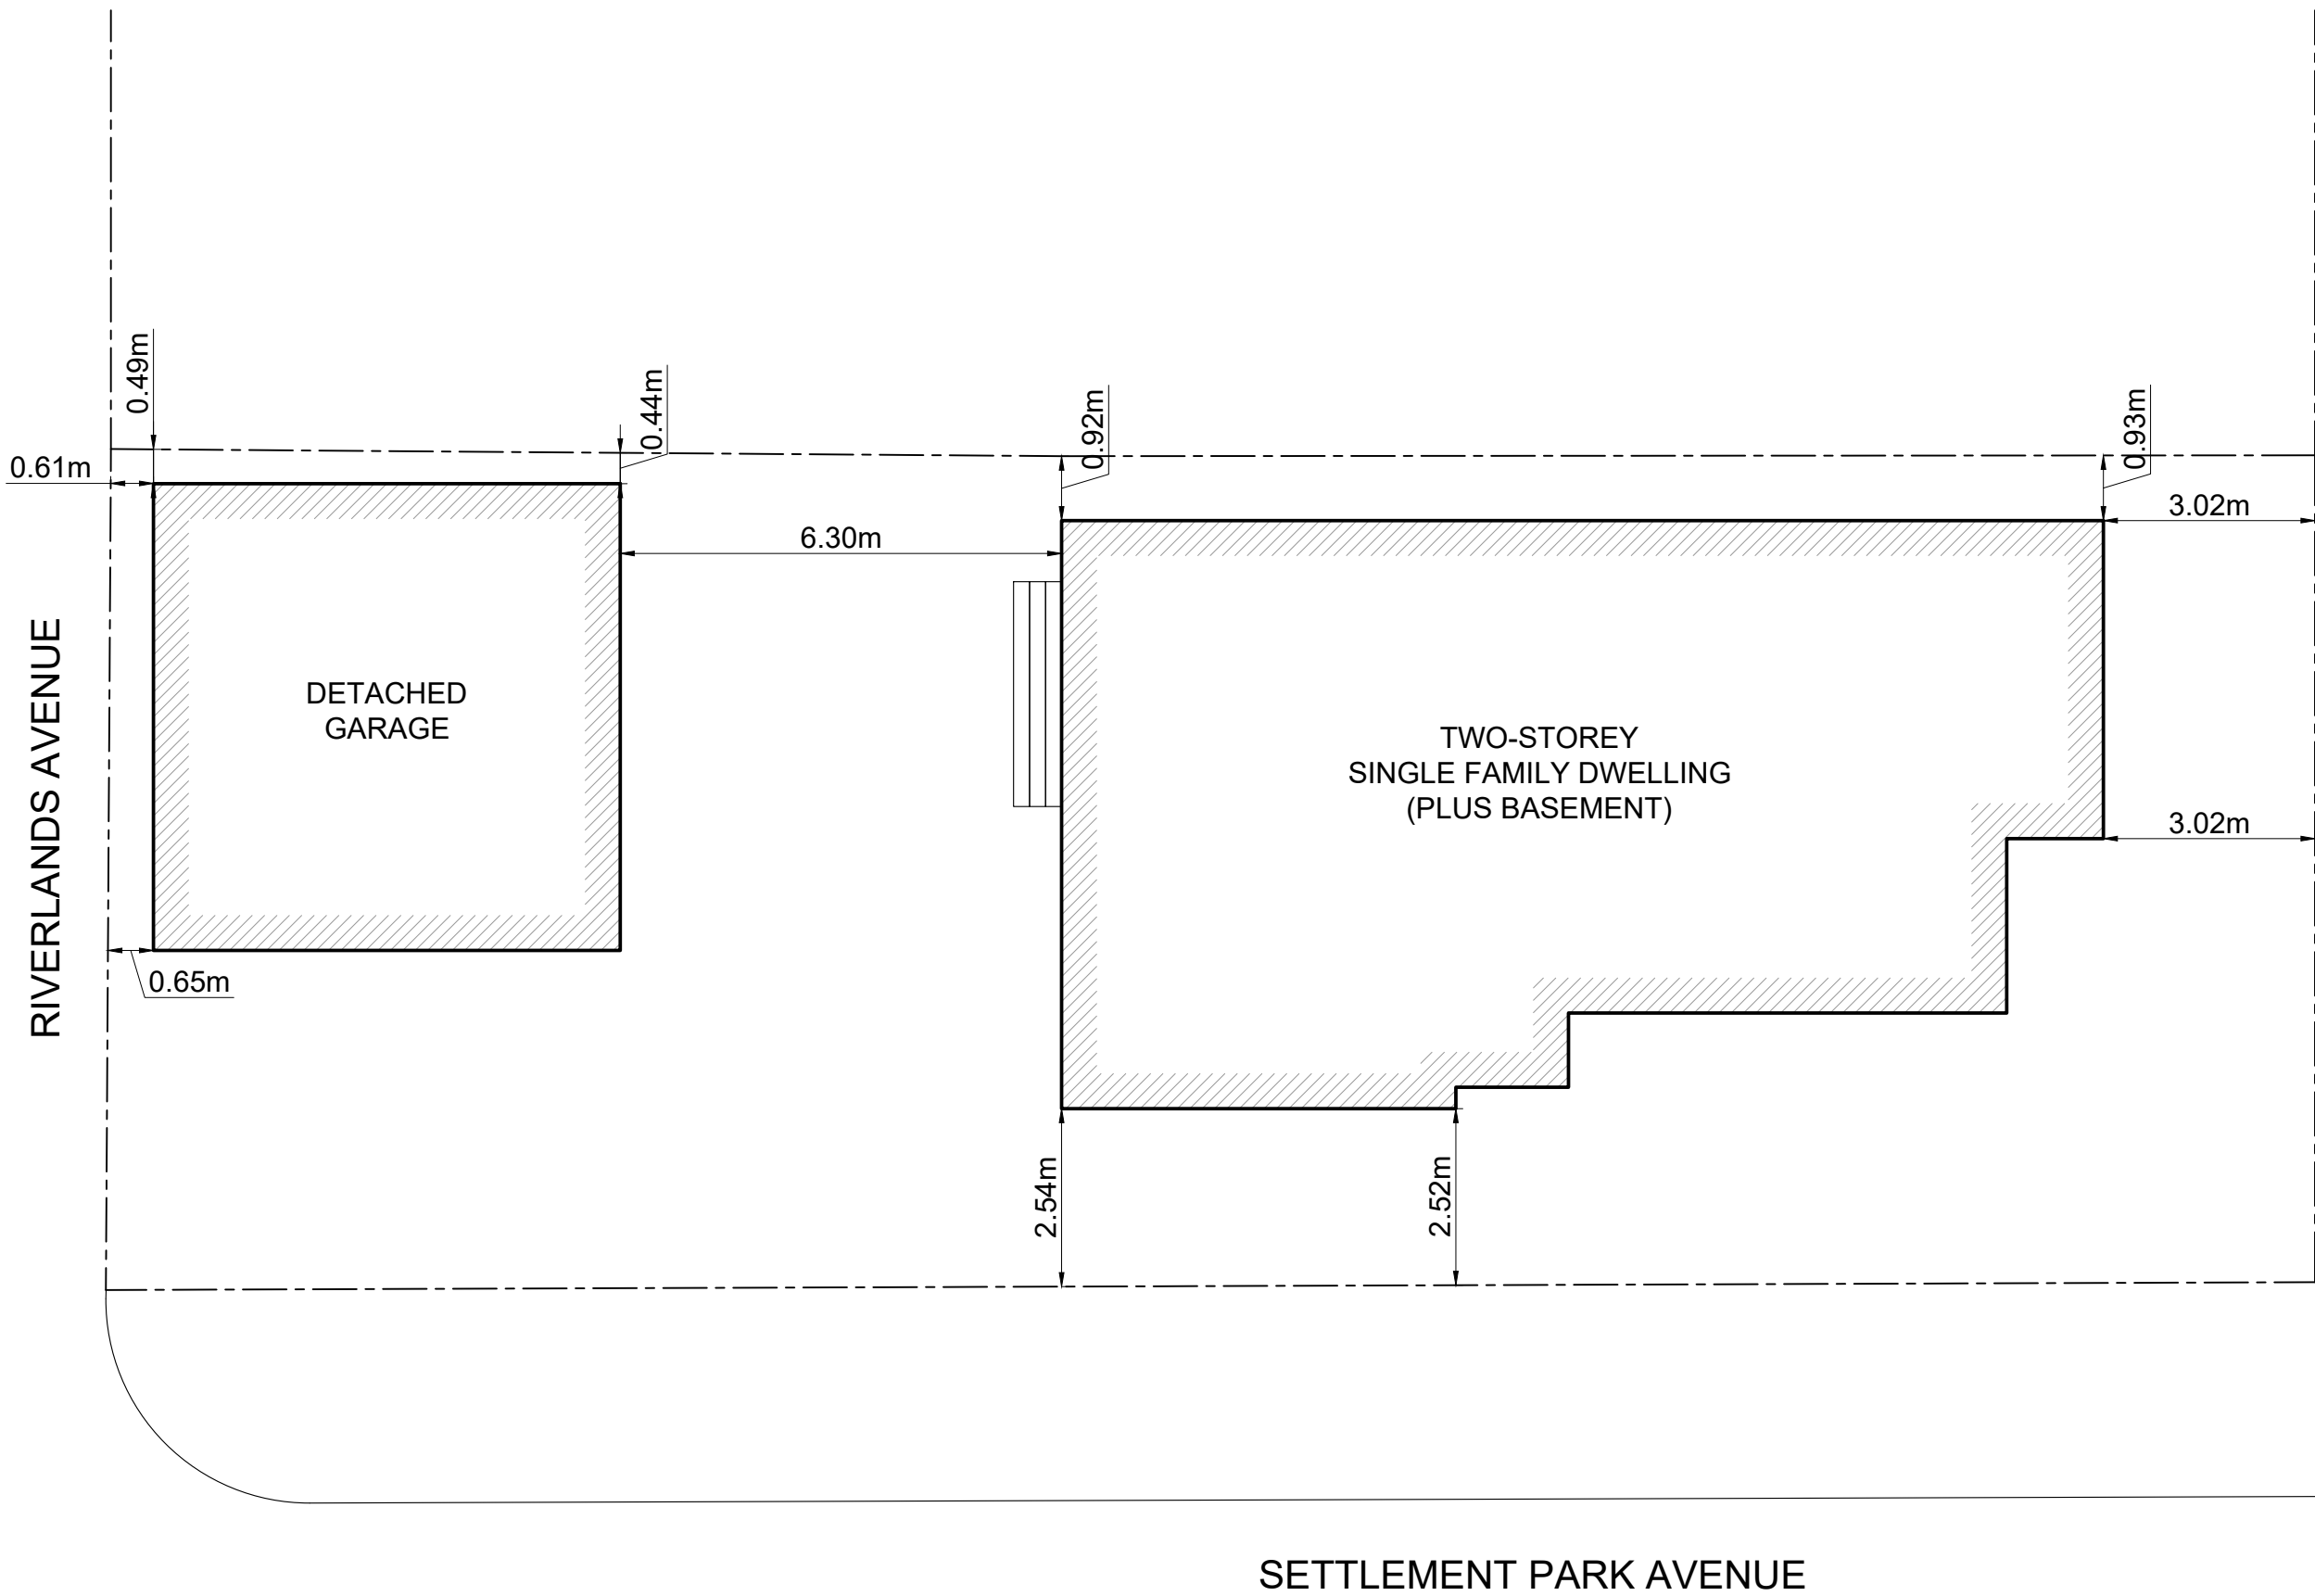 0.49m
0.44m
0.92m
0.93m
0.61m
3.02m
6.30m
DETACHED
GARAGE
TWO-STOREY
SINGLE FAMILY DWELLING
(PLUS BASEMENT)
3.02m
RIVERLANDS AVENUE
0.65m
2.54m
2.52m
SETTLEMENT PARK AVENUE